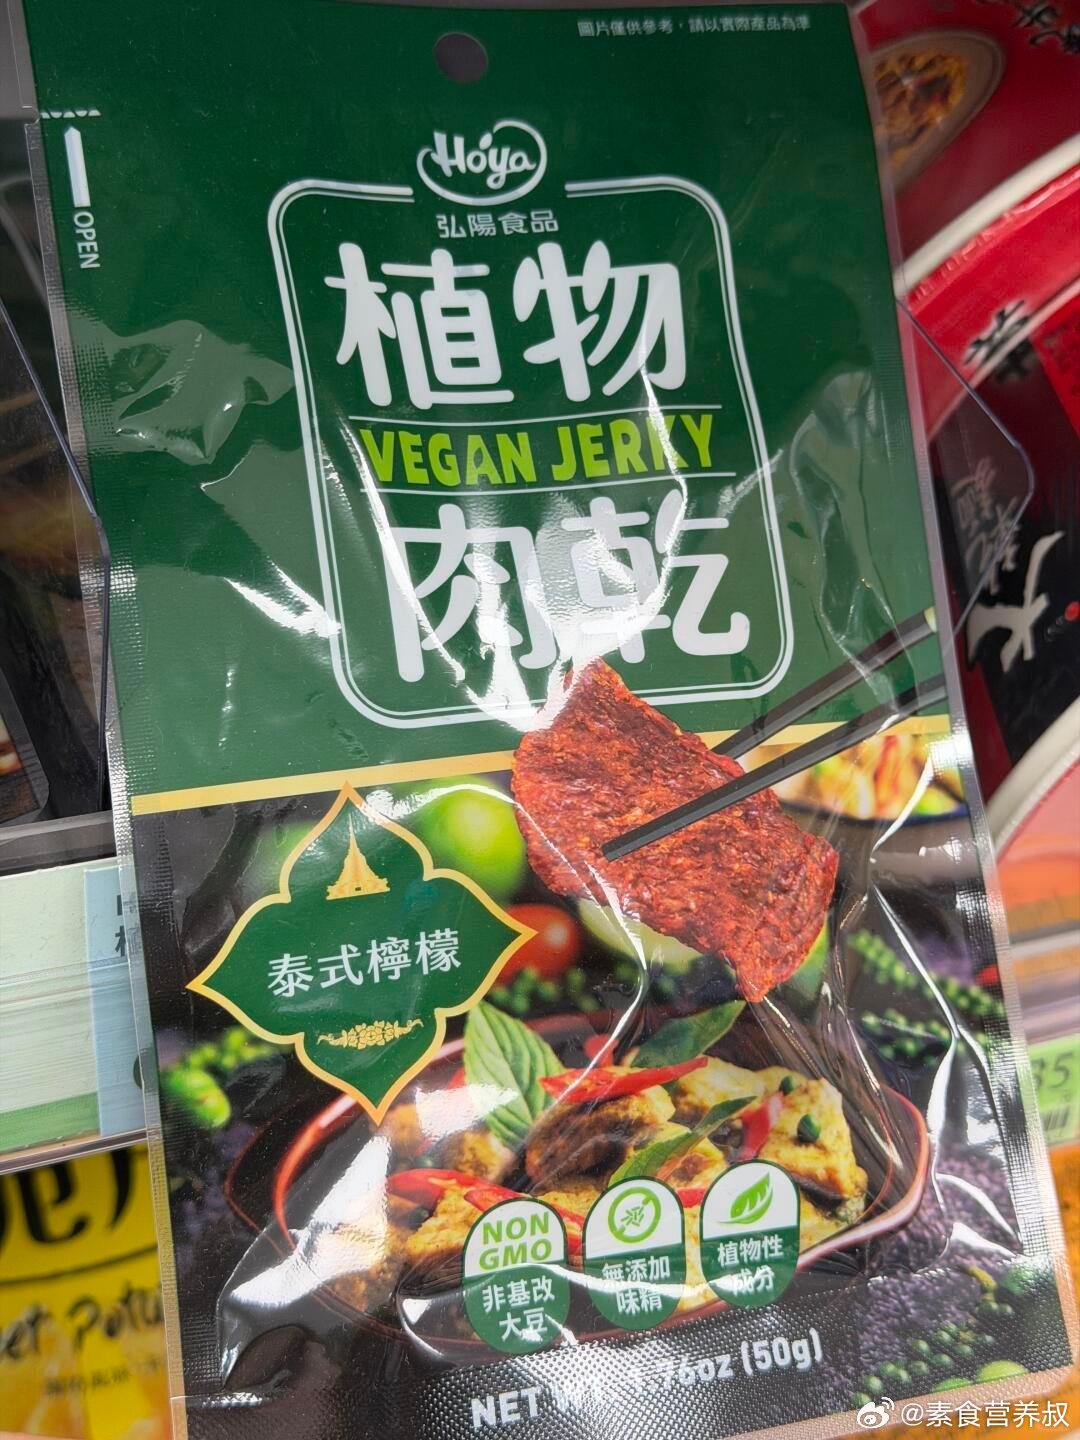 圖片僅供參考，請以實際產品為準
OPEN
Hoya
弘陽食品
植物
VEGAN JERKY
肉乾
泰式檸檬
NON
GMO
非基改
大豆
無添加
味精
植物性
成分
NET 76oz (50g)
35
@素食营养叔